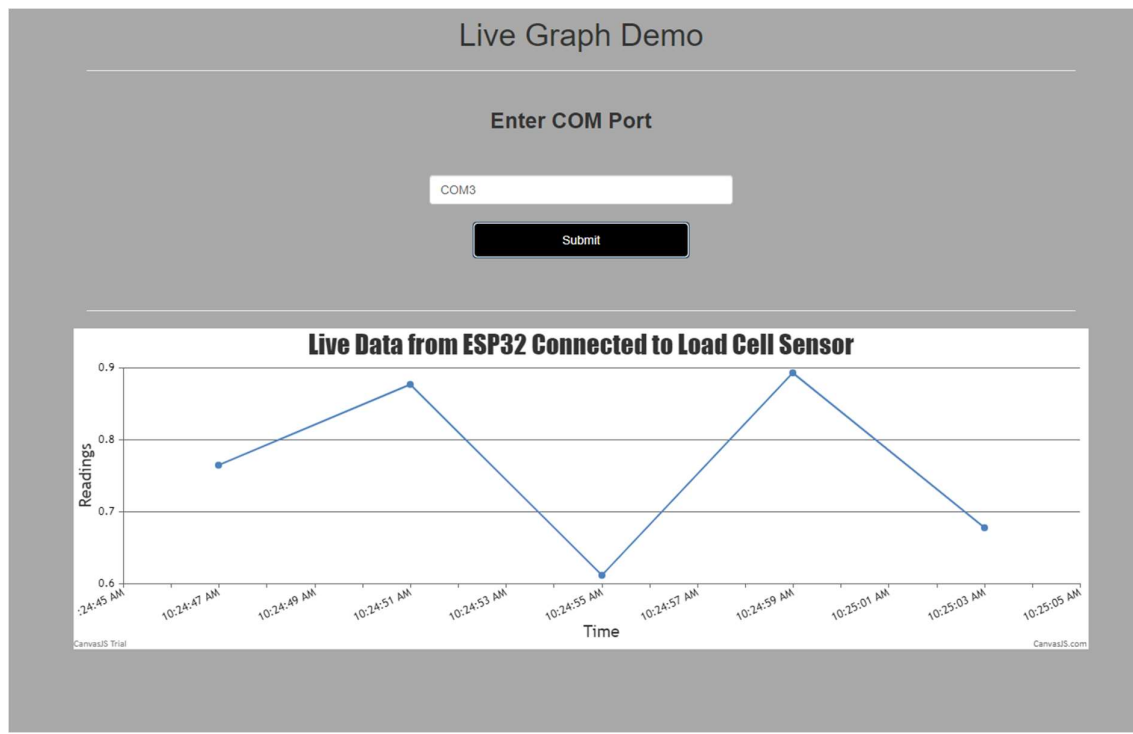 Live Graph Demo
Enter COM Port
COM3
Submit
Live Data from ESP32 Connected to Load Cell Sensor
Readings
0.9
0.8
0.7
0.6
:24:45 AM
10:24:47 AM
10:24:49 AM
10:24:51 AM
10:24:53 AM
10:24:55 AM
10:24:57 AM
10:24:59 AM
10:25:01 AM
10:25:03 AM
10:25:05 AM
Time
CanvasJS Trial
CanvasJS.com